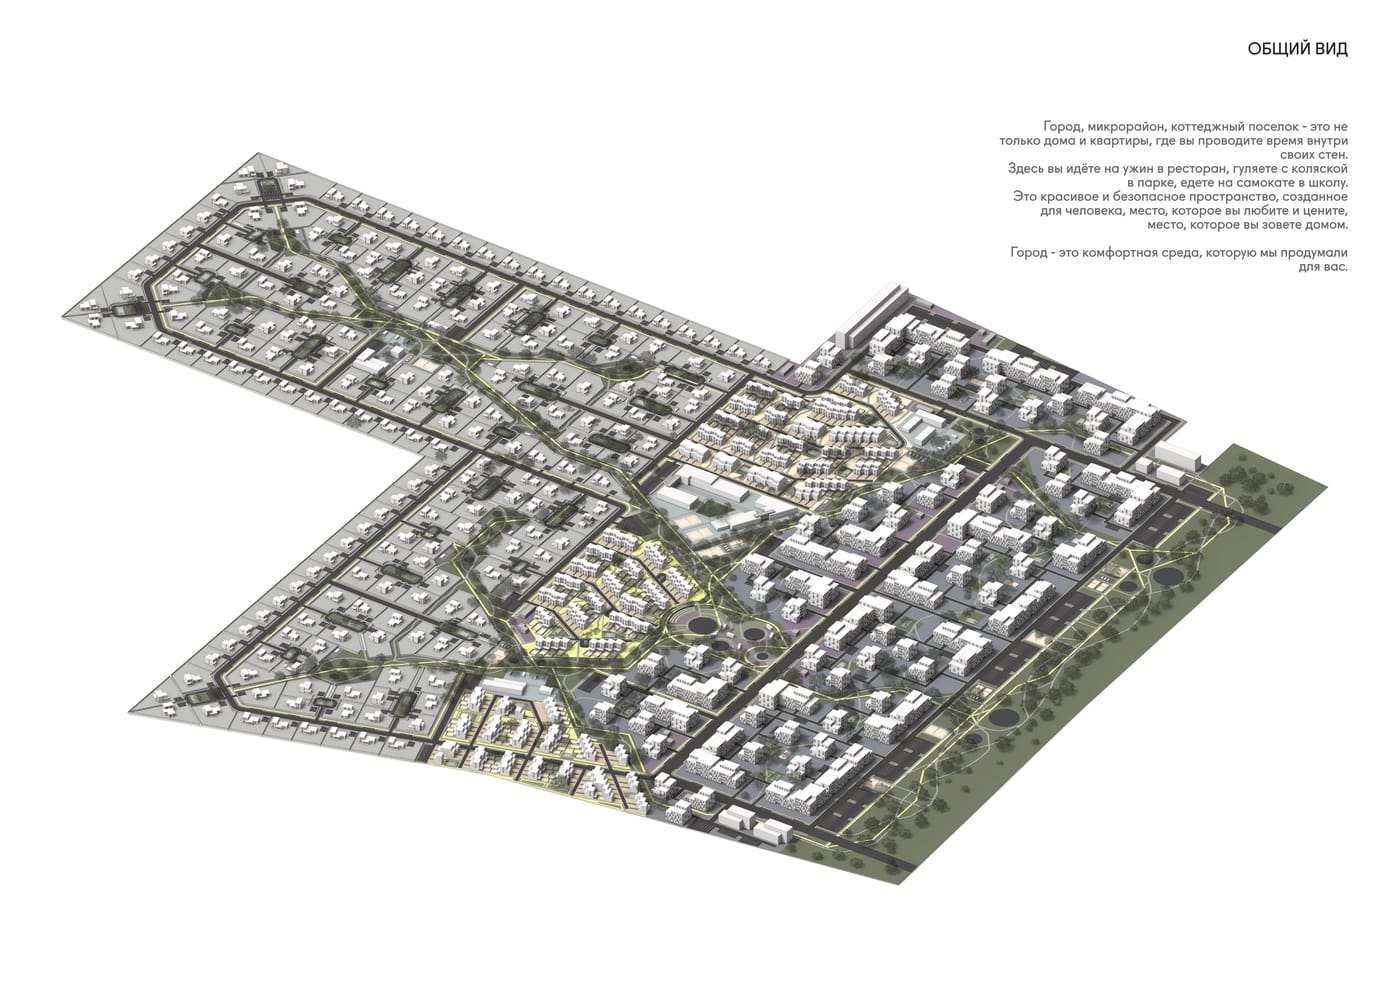 ОБЩИЙ ВИД
Город, микрорайон, коттеджный поселок - это не
только дома и квартиры, где вы проводите время внутри
своих стен.
Здесь вы идёте на ужин в ресторан, гуляете с коляской
в парке, едете на самокате в школу.
Это красивое и безопасное пространство, созданное
для человека, место, которое вы любите и цените,
место, которое вы зовете домом.
Город - это комфортная среда, которую мы продумали
для вас.